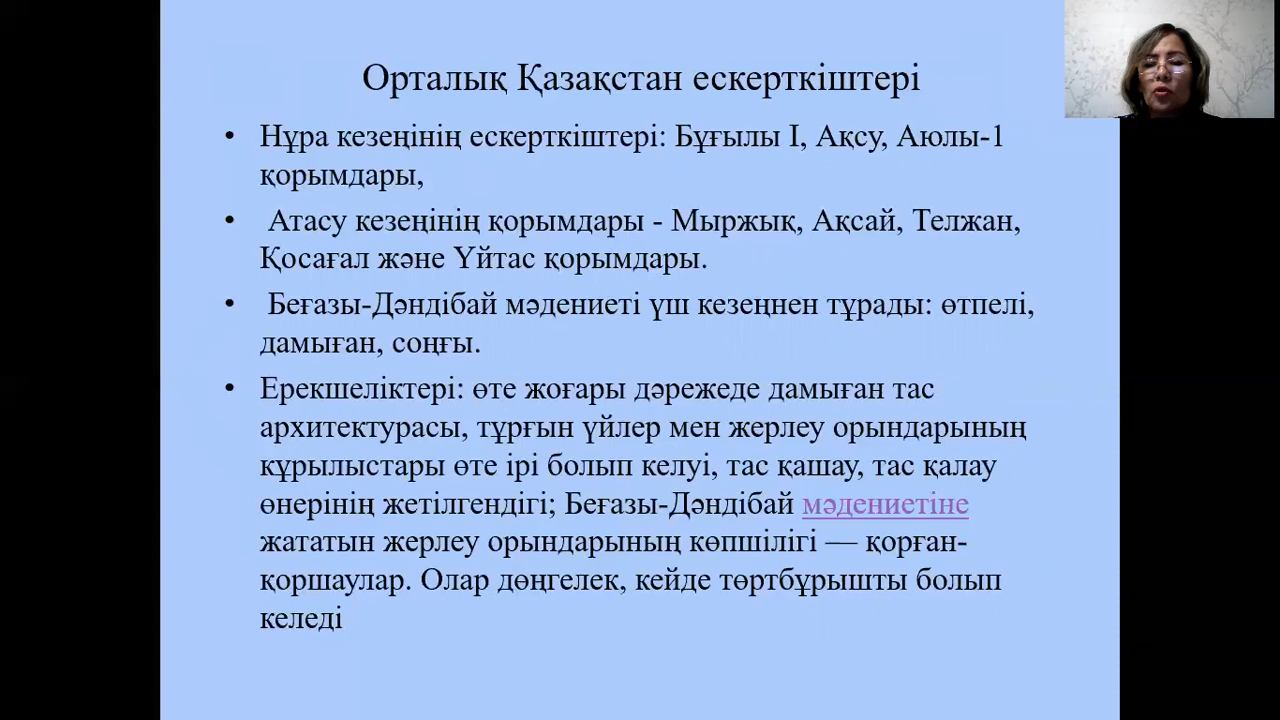 Орталық Қазақстан ескерткіштері
• Нұра кезеңінің ескерткіштері: Бұғылы I, Ақсу, Аюлы-1
қорымдары,
• Атасу кезеңінің қорымдары - Мыржық, Ақсай, Телжан,
Қосағал және Үйтас қорымдары.
• Беғазы-Дәндібай мәдениеті үш кезеңнен тұрады: өтпелі,
дамыған, соңғы.
• Ерекшеліктері: өте жоғары дәрежеде дамыған тас
архитектурасы, тұрғын үйлер мен жерлеу орындарының
кұрылыстары өте ірі болып келуі, тас қашау, тас қалау
өнерінің жетілгендігі; Беғазы-Дәндібай мәдениетіне
жататын жерлеу орындарының көпшілігі — қорған-
қоршаулар. Олар дөңгелек, кейде төртбұрышты болып
келеді